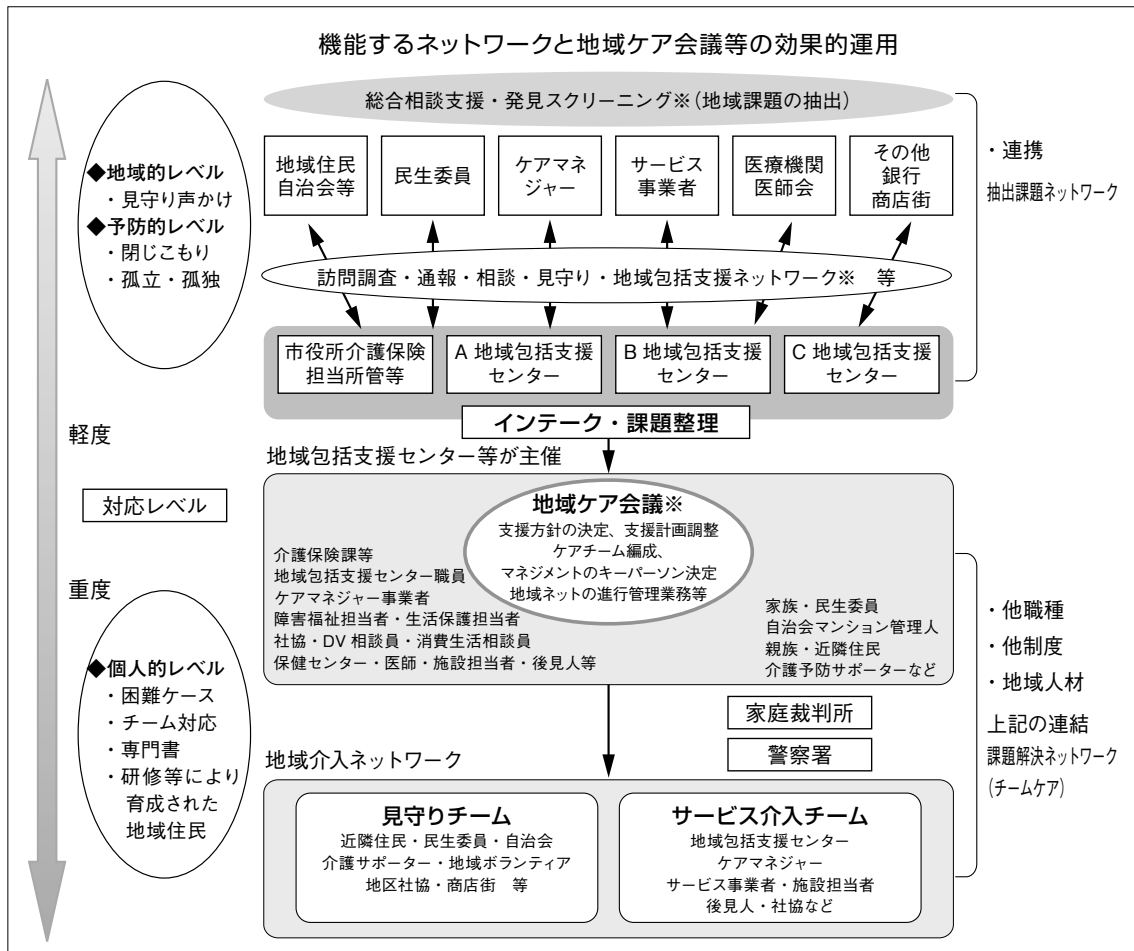 機能するネットワークと地域ケア会議等の効果的運用
総合相談支援・発見スクリーニング※(地域課題の抽出)
◆地域的レベル
・見守り声かけ
◆予防的レベル
・閉じこもり
・孤立・孤独
地域住民
自治会等
民生委員
ケアマネ
ジャー
サービス
事業者
医療機関
医師会
その他
銀行
商店街
・連携
抽出課題ネットワーク
訪問調査・通報・相談・見守り・地域包括支援ネットワーク※　等
市役所介護保険
担当所管等
A 地域包括支援
センター
B 地域包括支援
センター
C 地域包括支援
センター
インテーク・課題整理
軽度
対応レベル
重度
地域包括支援センター等が主催
地域ケア会議※
支援方針の決定、支援計画調整
ケアチーム編成、
マネジメントのキーパーソン決定
地域ネットの進行管理業務等
介護保険課等
地域包括支援センター職員
ケアマネジャー事業者
障害福祉担当者・生活保護担当者
社協・DV 相談員・消費生活相談員
保健センター・医師・施設担当者・後見人等
家族・民生委員
自治会マンション管理人
親族・近隣住民
介護予防サポーターなど
◆個人的レベル
・困難ケース
・チーム対応
・専門書
・研修等により
育成された
地域住民
・他職種
・他制度
・地域人材
上記の連結
課題解決ネットワーク
(チームケア)
家庭裁判所
警察署
地域介入ネットワーク
見守りチーム
近隣住民・民生委員・自治会
介護サポーター・地域ボランティア
地区社協・商店街　等
サービス介入チーム
地域包括支援センター
ケアマネジャー
サービス事業者・施設担当者
後見人・社協など